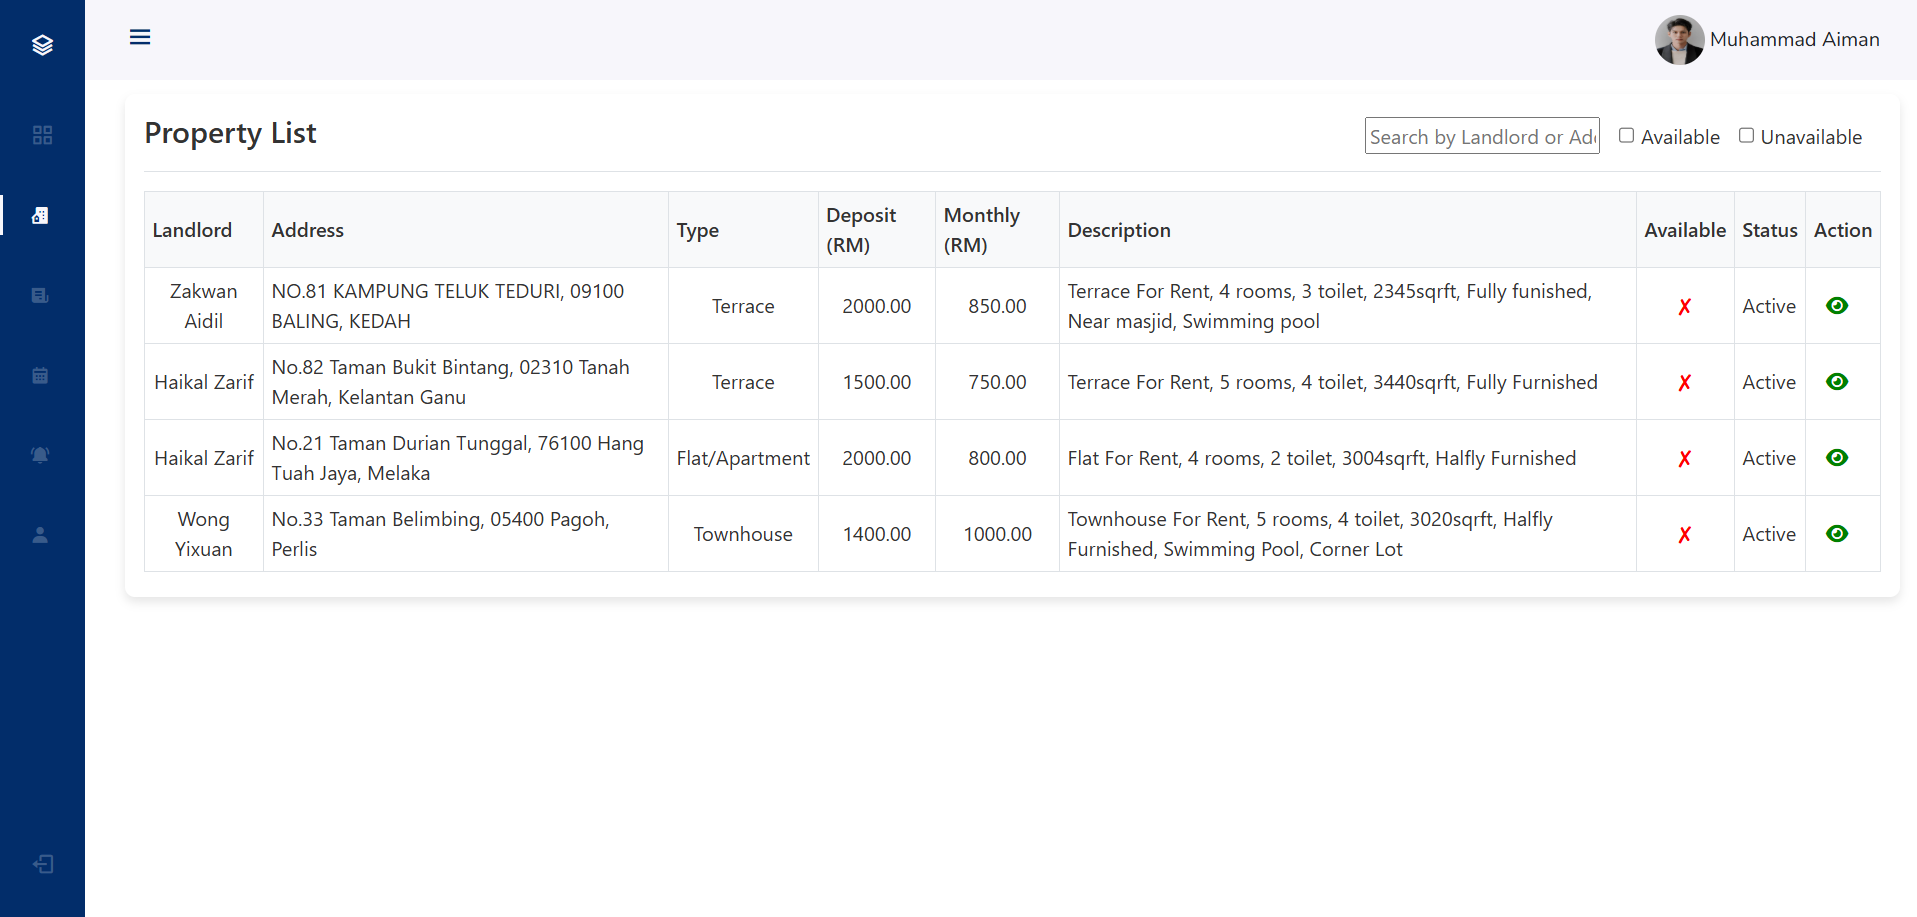 Muhammad Aiman
Property List
Search by Landlord or Ad
Available
Unavailable
Landlord
Address
Type
Deposit
(RM)
Monthly
(RM)
Description
Available
Status
Action
Zakwan
Aidil
NO.81 KAMPUNG TELUK TEDURI, 09100
BALING, KEDAH
Terrace
2000.00
850.00
Terrace For Rent, 4 rooms, 3 toilet, 2345sqrft, Fully funished,
Near masjid, Swimming pool
✗
Active
Haikal Zarif
No.82 Taman Bukit Bintang, 02310 Tanah
Merah, Kelantan Ganu
Terrace
1500.00
750.00
Terrace For Rent, 5 rooms, 4 toilet, 3440sqrft, Fully Furnished
✗
Active
Haikal Zarif
No.21 Taman Durian Tunggal, 76100 Hang
Tuah Jaya, Melaka
Flat/Apartment
2000.00
800.00
Flat For Rent, 4 rooms, 2 toilet, 3004sqrft, Halfly Furnished
✗
Active
Wong
Yixuan
No.33 Taman Belimbing, 05400 Pagoh,
Perlis
Townhouse
1400.00
1000.00
Townhouse For Rent, 5 rooms, 4 toilet, 3020sqrft, Halfly
Furnished, Swimming Pool, Corner Lot
✗
Active